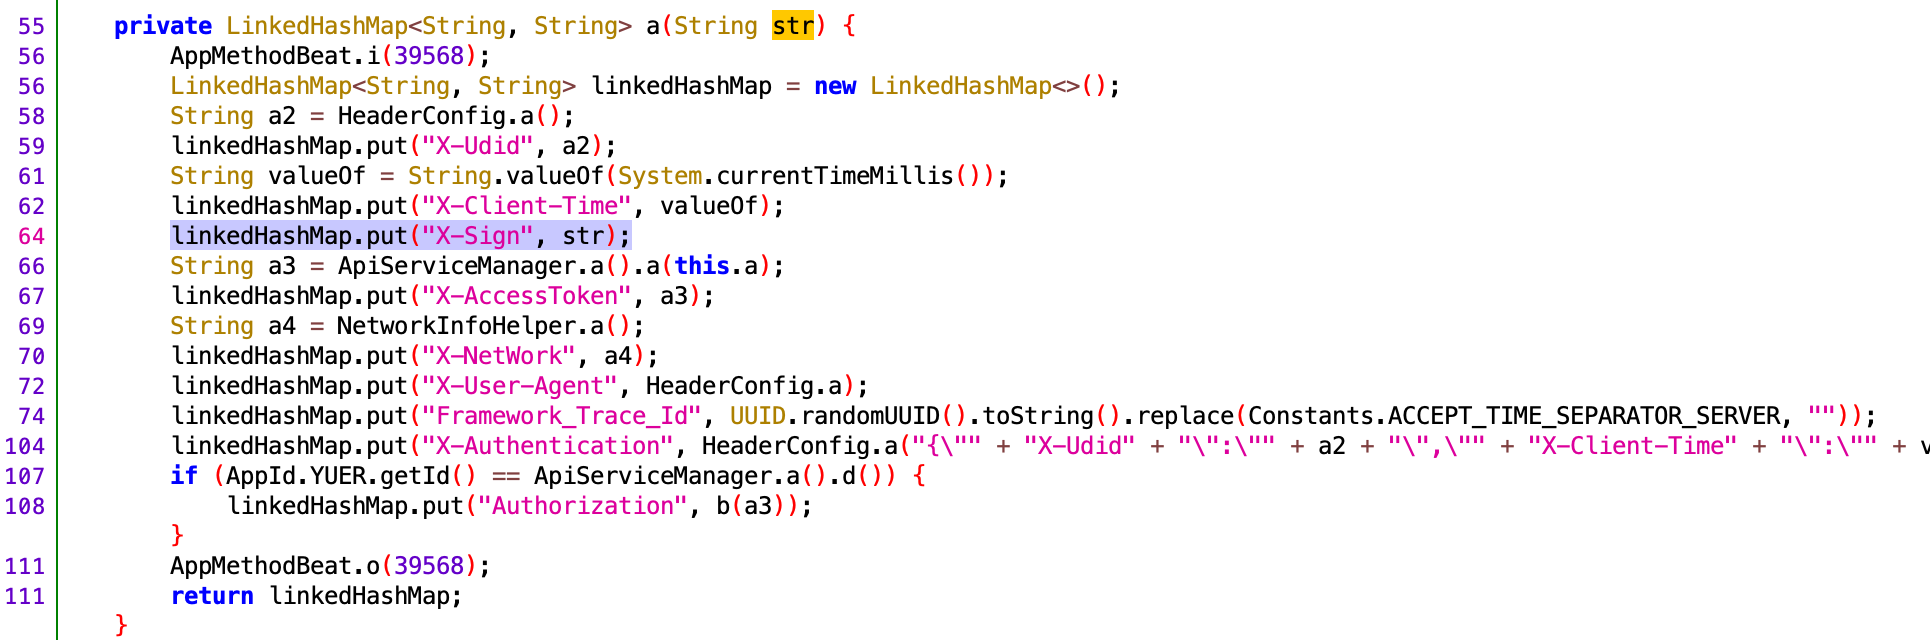 55 private LinkedHashMap<String, String> a(String str) {
56 AppMethodBeat.i(39568);
56 LinkedHashMap<String, String> linkedHashMap = new LinkedHashMap<>();
58 String a2 = HeaderConfig.a();
59 linkedHashMap.put("X-Udid", a2);
61 String valueOf = String.valueOf(System.currentTimeMillis());
62 linkedHashMap.put("X-Client-Time", valueOf);
64 linkedHashMap.put("X-Sign", str);
66 String a3 = ApiServiceManager.a().a(this.a);
67 linkedHashMap.put("X-AccessToken", a3);
69 String a4 = NetworkInfoHelper.a();
70 linkedHashMap.put("X-NetWork", a4);
72 linkedHashMap.put("X-User-Agent", HeaderConfig.a);
74 linkedHashMap.put("Framework_Trace_Id", UUID.randomUUID().toString().replace(Constants.ACCEPT_TIME_SEPARATOR_SERVER, ""));
104 linkedHashMap.put("X-Authentication", HeaderConfig.a("{\"" + "X-Udid" + "\":\"" + a2 + "\",\"" + "X-Client-Time" + "\":\"" + v
107 if (AppId.YUER.getId() == ApiServiceManager.a().d()) {
108 linkedHashMap.put("Authorization", b(a3));
}
111 AppMethodBeat.o(39568);
111 return linkedHashMap;
}